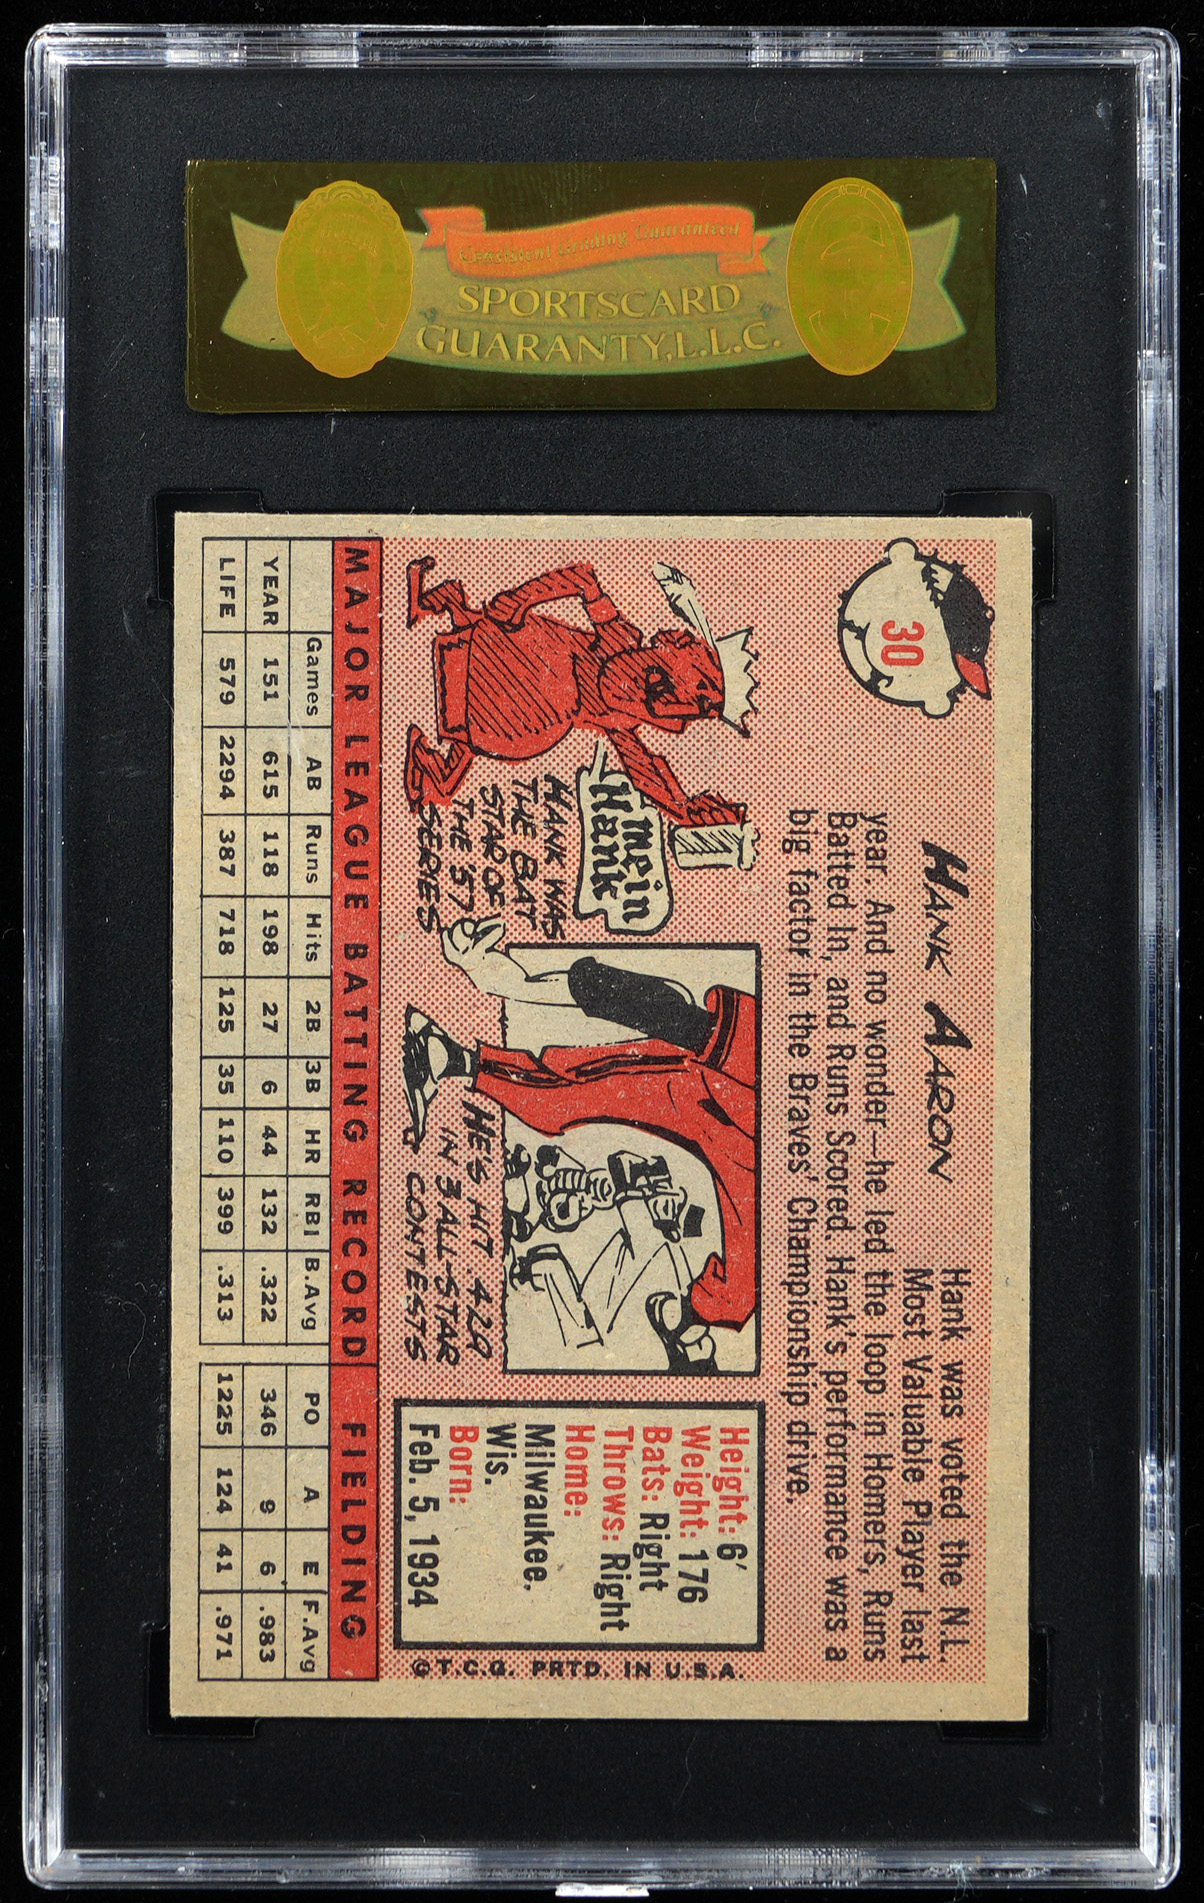 Consistent Grading Guaranteed
SPORTSCARD
GUARANTY, L.L.C.
30
HANK AARON
Hank was voted the N.L.
Most Valuable Player last
year. And no wonder—he led the loop in Homers, Runs
Batted In, and Runs Scored. Hank's performance was a
big factor in the Braves' Championship drive.
mein
Hank
HANK WAS
THE BAT
STAR OF
THE '57
SERIES
HE'S HIT .429
IN 3 ALL-STAR
CONTESTS
Height: 6'
Weight: 176
Bats: Right
Throws: Right
Home:
Milwaukee,
Wis.
Born:
Feb. 5, 1934
©T.C.G. PRTD. IN U.S.A.
MAJOR LEAGUE BATTING RECORD FIELDING
Games AB Runs Hits 2B 3B HR RBI B.Avg PO A E F.Avg
YEAR 151 615 118 198 27 6 44 132 .322 346 9 6 .983
LIFE 579 2294 387 718 125 35 110 399 .313 1225 124 41 .971